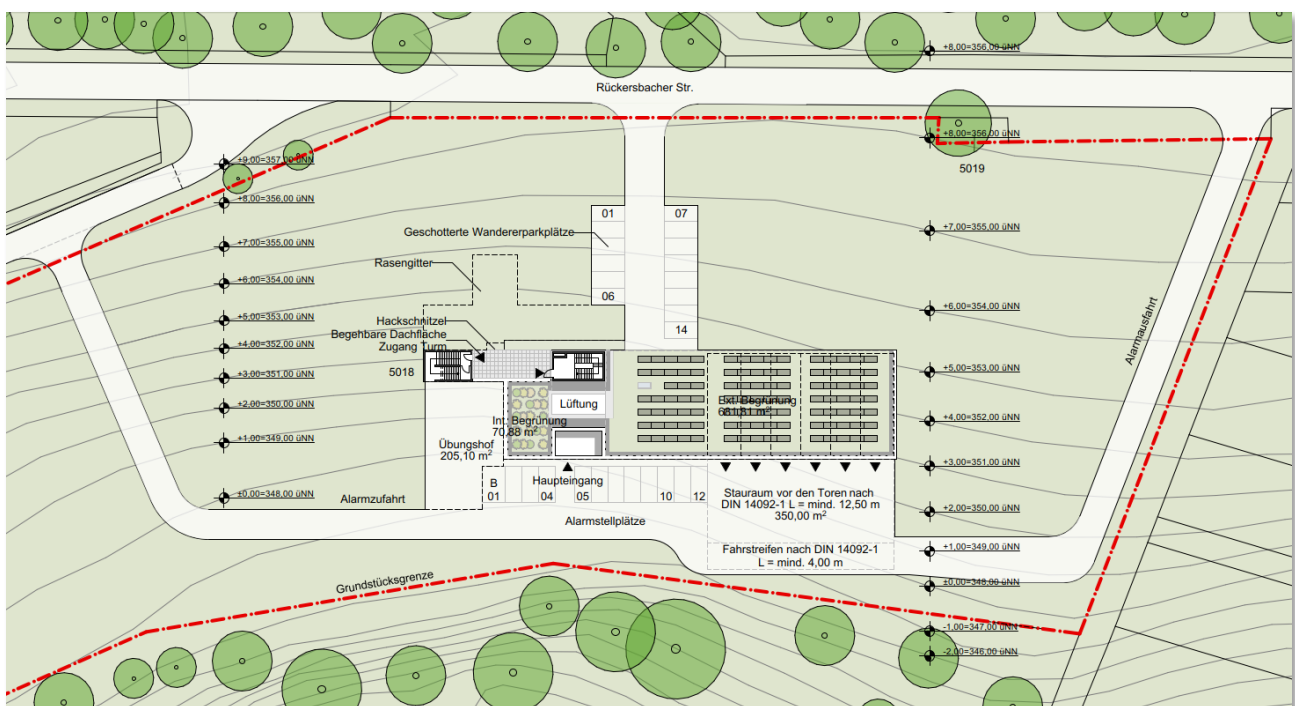 +8,00=356,00 üNN
Rückersbacher Str.
+8,00=356,00 üNN
5019
+9,00=357,00 üNN
+8,00=356,00 üNN
+7,00=355,00 üNN
+6,00=354,00 üNN
+5,00=353,00 üNN
+4,00=352,00 üNN
+3,00=351,00 üNN
+2,00=350,00 üNN
+1,00=349,00 üNN
±0,00=348,00 üNN
01
07
Geschotterte Wandererparkplätze
Rasengitter
06
14
Hackschnitzel
Begehbare Dachfläche
Zugang Turm
5018
Lüftung
Int. Begrünung
70,88 m²
Ext. Begrünung
681,81 m²
Übungshof
205,10 m²
Haupteingang
B
01
04
05
10
12
Alarmzufahrt
Alarmstellplätze
Stauraum vor den Toren nach
DIN 14092-1 L = mind. 12,50 m
350,00 m²
Fahrstreifen nach DIN 14092-1
L = mind. 4,00 m
Grundstücksgrenze
Alarmausfahrt
+7,00=355,00 üNN
+6,00=354,00 üNN
+5,00=353,00 üNN
+4,00=352,00 üNN
+3,00=351,00 üNN
+2,00=350,00 üNN
+1,00=349,00 üNN
±0,00=348,00 üNN
-1,00=347,00 üNN
-2,00=346,00 üNN